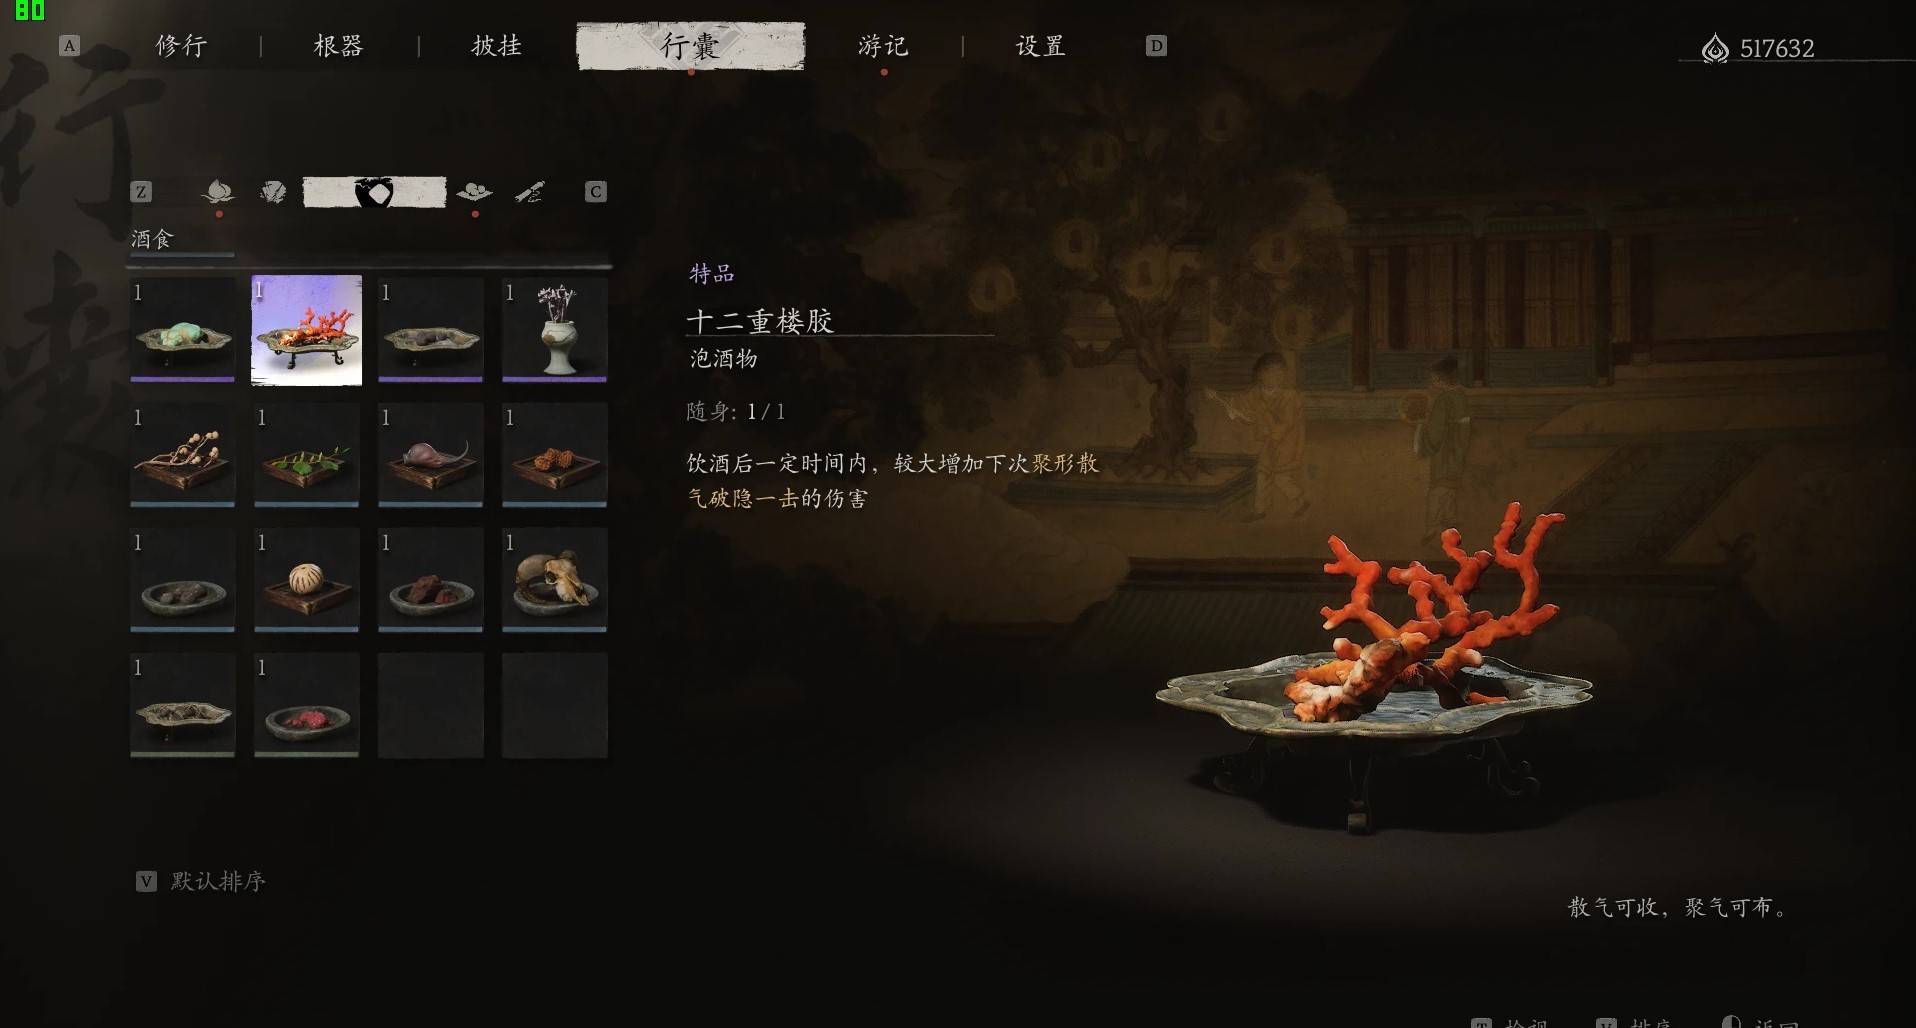 80
A 修行 根器 披挂 行囊 游记 设置 D 517632
行囊
Z C
酒食
1 1 1 1
1 1 1 1
1 1 1 1
1 1
特品
十二重楼胶
泡酒物
随身: 1/1
饮酒后一定时间内，较大增加下次聚形散
气破隐一击的伤害
V 默认排序
散气可收，聚气可布。